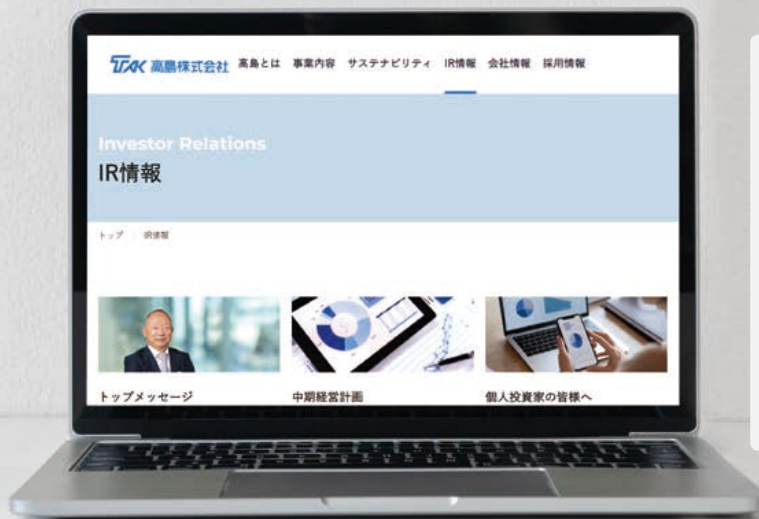 TAK 高島株式会社 高島とは 事業内容 サステナビリティ IR情報 会社情報 採用情報
Investor Relations
IR情報
トップ IR情報
トップメッセージ 中期経営計画 個人投資家の皆様へ